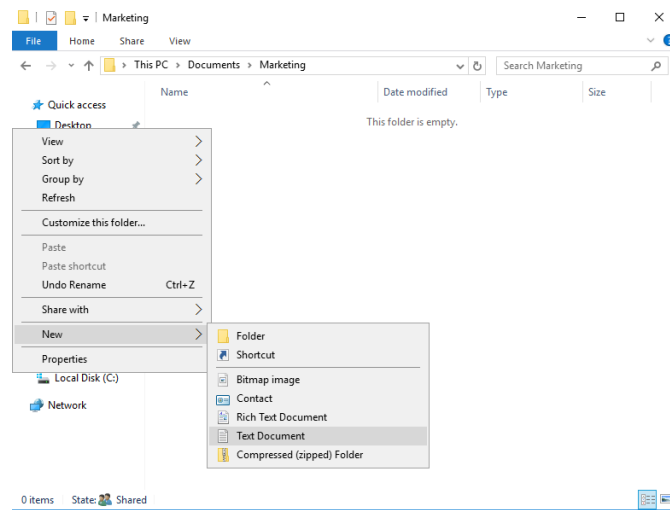 Marketing
File Home Share View
This PC > Documents > Marketing
Search Marketing
Name Date modified Type Size
Quick access
This folder is empty.
Desktop
View
Sort by
Group by
Refresh
Customize this folder...
Paste
Paste shortcut
Undo Rename Ctrl+Z
Share with
New
Properties
Folder
Shortcut
Bitmap image
Contact
Rich Text Document
Text Document
Compressed (zipped) Folder
Local Disk (C:)
Network
0 items State: Shared